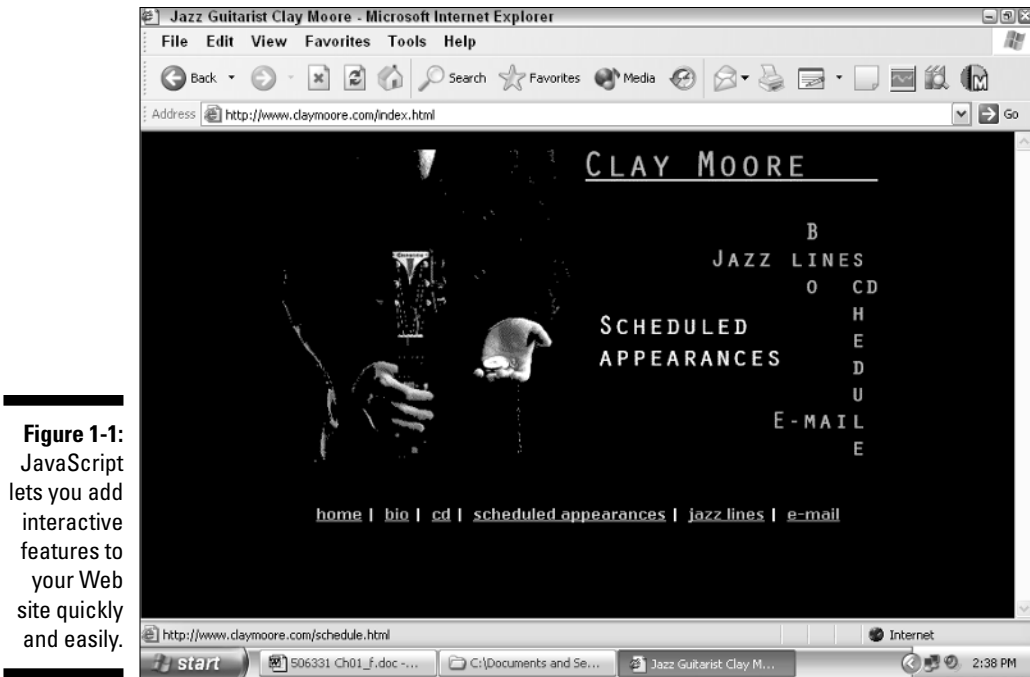 Jazz Guitarist Clay Moore - Microsoft Internet Explorer
File Edit View Favorites Tools Help
Back Search Favorites Media
Address http://www.claymoore.com/index.html Go
CLAY MOORE
B
JAZZ LINES
O CD
H
SCHEDULED
E
APPEARANCES
D
U
E-MAIL
E
home | bio | cd | scheduled appearances | jazz lines | e-mail
http://www.claymoore.com/schedule.html Internet
start 506331 Ch01_f.doc -... C:\Documents and Se... Jazz Guitarist Clay M... 2:38 PM
Figure 1-1:
JavaScript
lets you add
interactive
features to
your Web
site quickly
and easily.